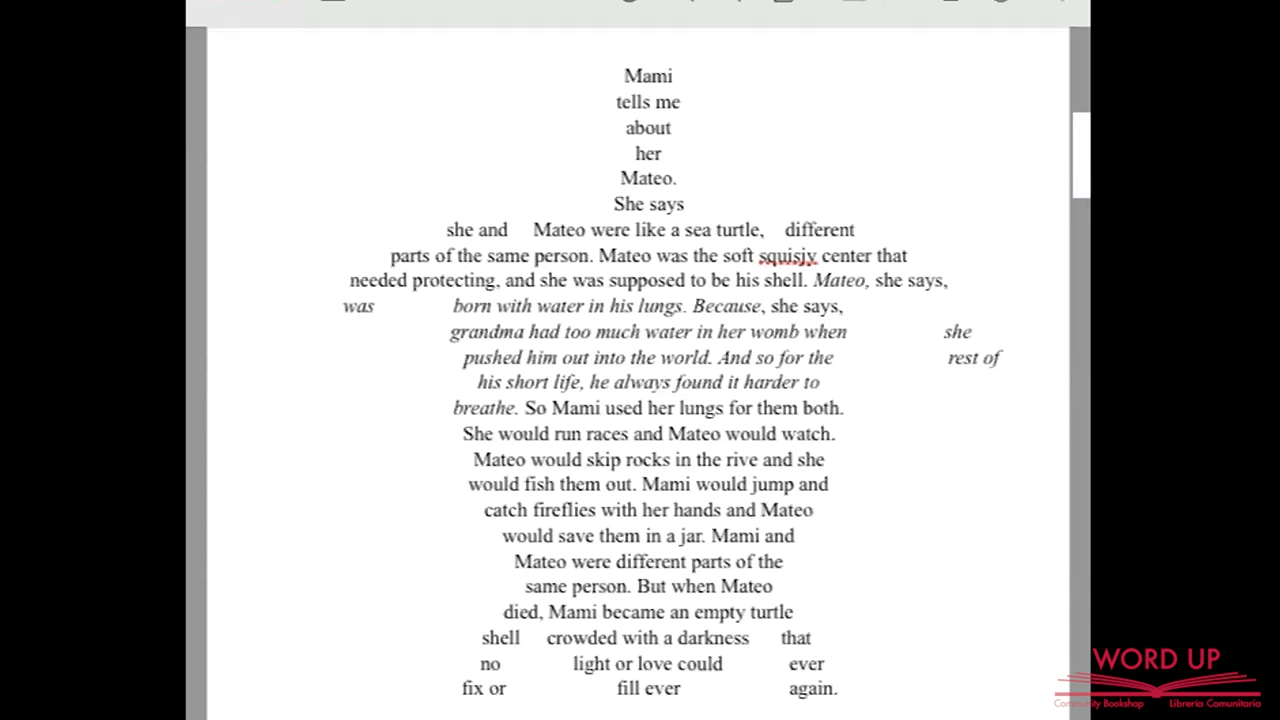 Mami
tells me
about
her
Mateo.
She says
she and Mateo were like a sea turtle, different
parts of the same person. Mateo was the soft squisjy center that
needed protecting, and she was supposed to be his shell. Mateo, she says,
was born with water in his lungs. Because, she says,
grandma had too much water in her womb when she
pushed him out into the world. And so for the rest of
his short life, he always found it harder to
breathe. So Mami used her lungs for them both.
She would run races and Mateo would watch.
Mateo would skip rocks in the rive and she
would fish them out. Mami would jump and
catch fireflies with her hands and Mateo
would save them in a jar. Mami and
Mateo were different parts of the
same person. But when Mateo
died, Mami became an empty turtle
shell crowded with a darkness that
no light or love could ever
fix or fill ever again.
WORD UP
Community Bookshop Librería Comunitaria